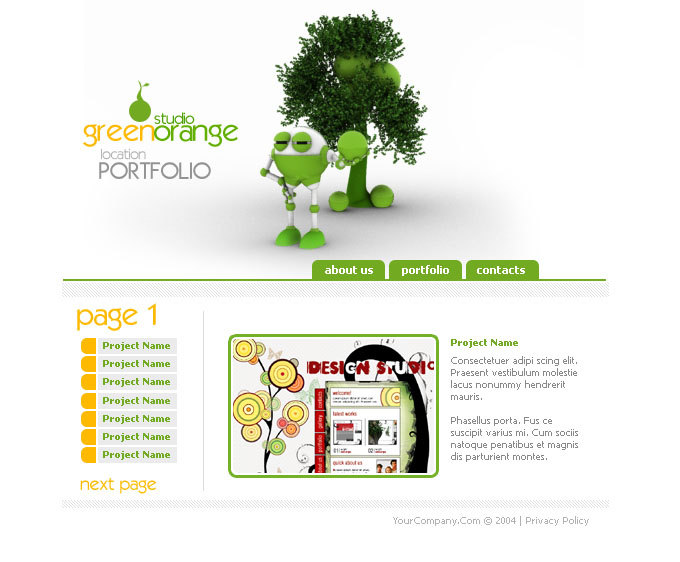 studio
greenorange
location
PORTFOLIO
about us
portfolio
contacts
page 1
Project Name
Project Name
Project Name
Project Name
Project Name
Project Name
Project Name
next page
DESIGN STUDIO
welcome!
latest works
quick about us
Project Name
Consectetuer adipi scing elit.
Praesent vestibulum molestie
lacus nonummy hendrerit
mauris.
Phasellus porta. Fus ce
suscipit varius mi. Cum sociis
natoque penatibus et magnis
dis parturient montes.
YourCompany.Com © 2004 | Privacy Policy